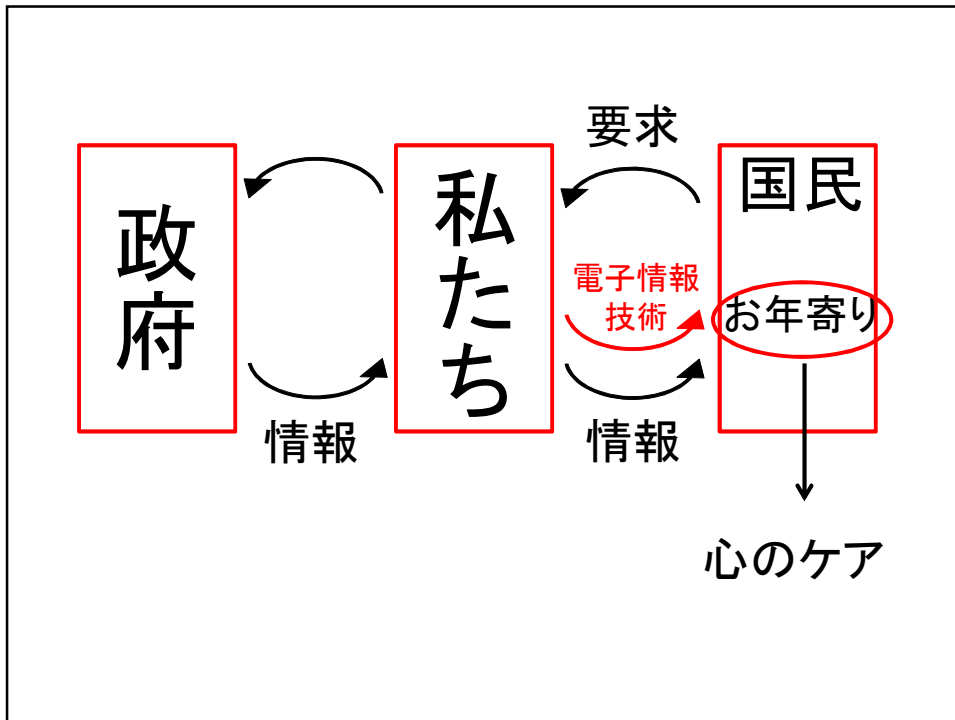 政府
私たち
要求
国民
電子情報
技術
お年寄り
情報
情報
心のケア